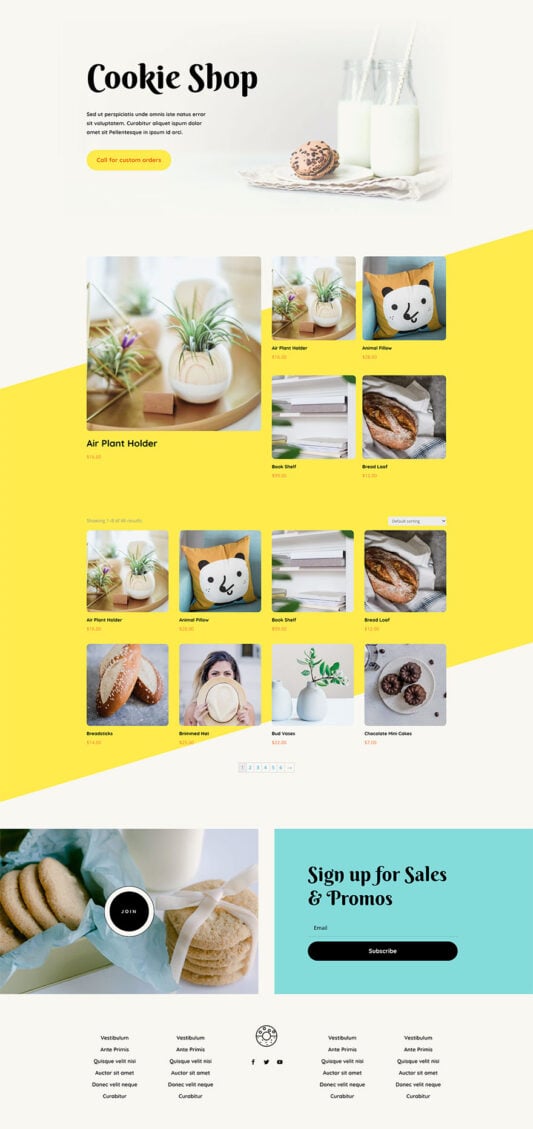 Cookie Shop
Sed ut perspiciatis unde omnis iste natus error
sit voluptatem. Curabitur aliquet ipsum dolor
amet sit Pellentesque in ipsum id orci.
Call for custom orders
Air Plant Holder
$16.00
Animal Pillow
$28.00
Book Shelf
$99.00
Bread Loaf
$12.00
Air Plant Holder
$16.00
Showing 1–8 of 46 results
Default sorting
Air Plant Holder
$16.00
Animal Pillow
$28.00
Book Shelf
$99.00
Bread Loaf
$12.00
Breadsticks
$14.00
Brimmed Hat
$25.00
Bud Vases
$22.00
Chocolate Mini Cakes
$7.00
1 2 3 4 5 6 →
JOIN
Sign up for Sales
& Promos
Email
Subscribe
Vestibulum
Ante Primis
Quisque velit nisi
Auctor sit amet
Donec velit neque
Curabitur
Vestibulum
Ante Primis
Quisque velit nisi
Auctor sit amet
Donec velit neque
Curabitur
Vestibulum
Ante Primis
Quisque velit nisi
Auctor sit amet
Donec velit neque
Curabitur
Vestibulum
Ante Primis
Quisque velit nisi
Auctor sit amet
Donec velit neque
Curabitur